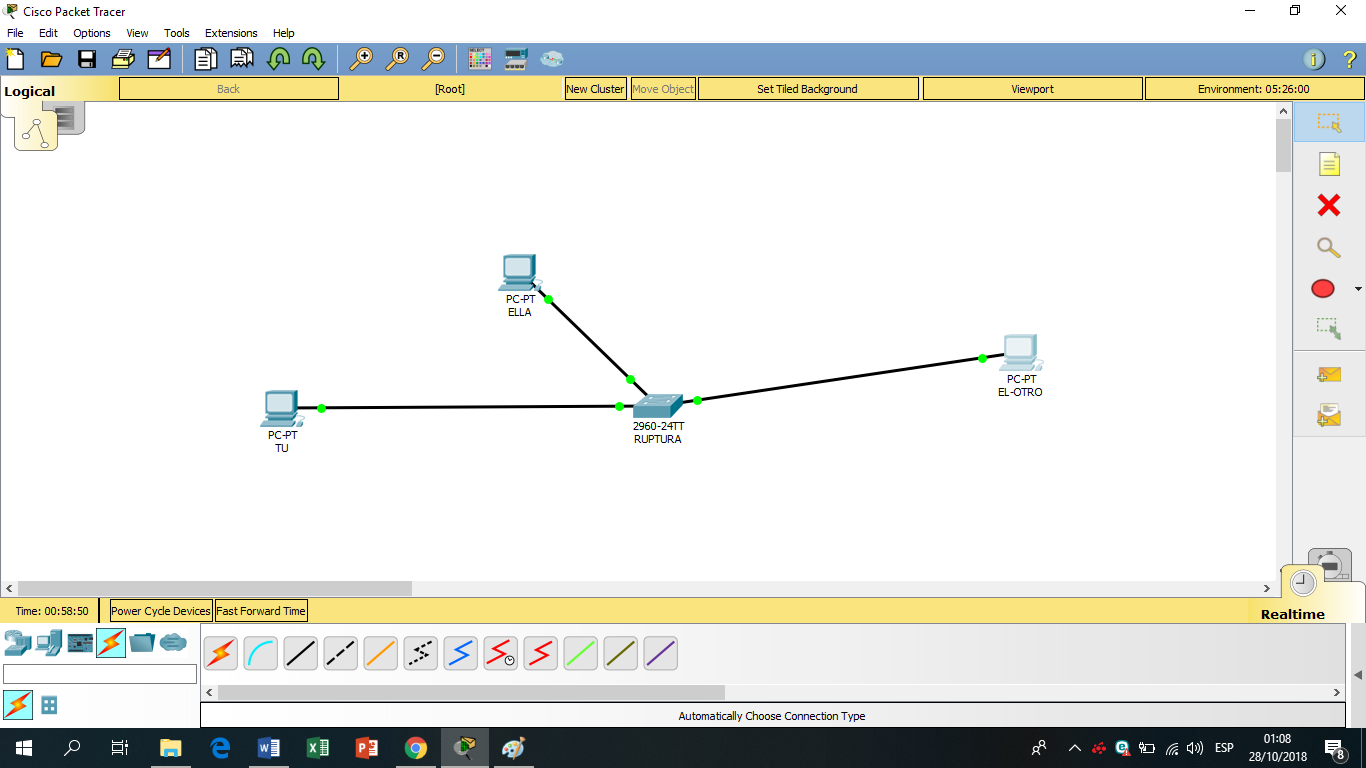 Cisco Packet Tracer
File Edit Options View Tools Extensions Help
SELECT
Logical Back [Root] New Cluster Move Object Set Tiled Background Viewport Environment: 05:26:00
PC-PT
ELLA
PC-PT
EL-OTRO
PC-PT
TU
2960-24TT
RUPTURA
Time: 00:58:50 Power Cycle Devices Fast Forward Time Realtime
Automatically Choose Connection Type
ESP
01:08
28/10/2018
8